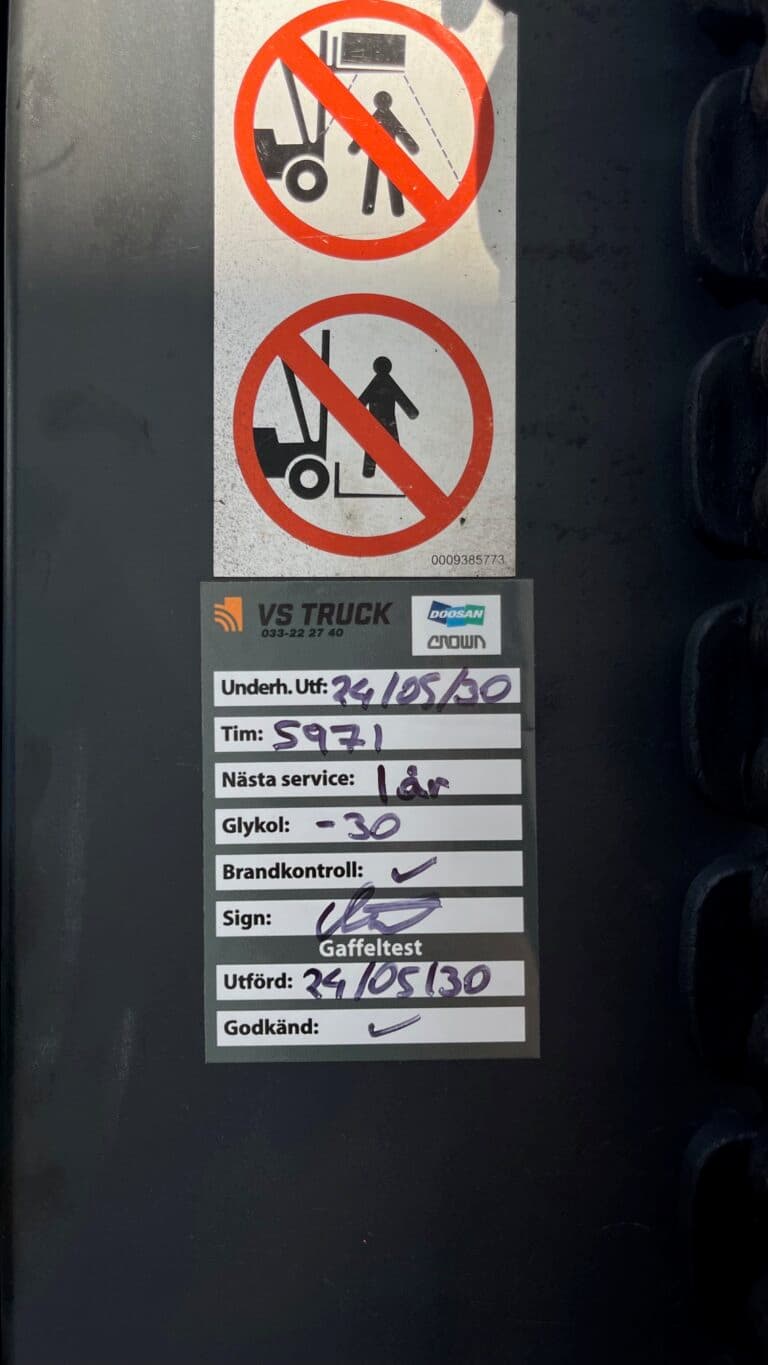 0009385773
VS TRUCK
033-22 27 40
DOOSAN
CROWN
Underh. Utf: 24/05/30
Tim: 5971
Nästa service: 1 år
Glykol: -30
Brandkontroll: ✓
Sign:
Gaffeltest
Utförd: 24/05/30
Godkänd: ✓